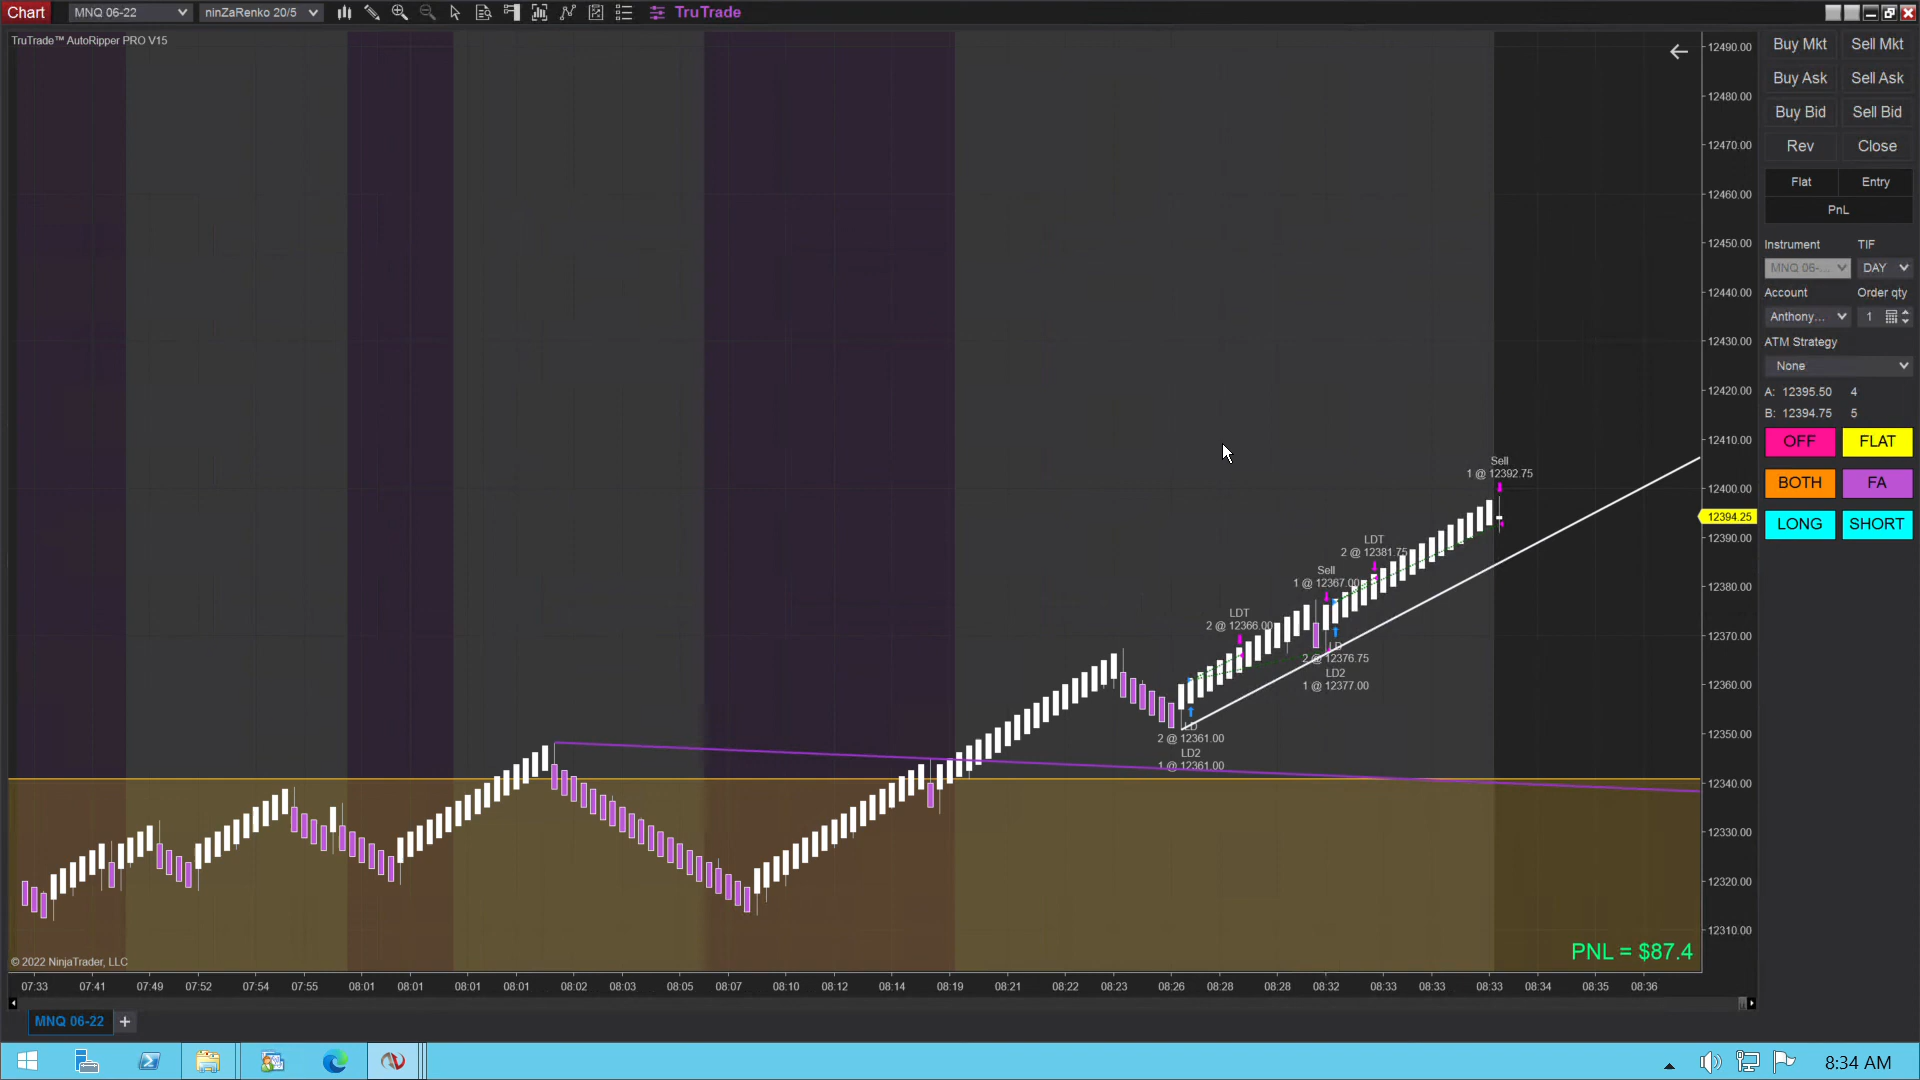 Chart MNQ 06-22 ninZaRenko 20/5 TruTrade
TruTrade™ AutoRipper PRO V15
12490.00
12480.00
12470.00
12460.00
12450.00
12440.00
12430.00
12420.00
12410.00
12400.00
12394.25
12390.00
12380.00
12370.00
12360.00
12350.00
12340.00
12330.00
12320.00
12310.00
Sell
1 @ 12392.75
LDT
2 @ 12381.75
Sell
1 @ 12367.00
LDT
2 @ 12366.00
2 @ 12376.75
LD2
1 @ 12377.00
LD
2 @ 12361.00
LD2
1 @ 12361.00
PNL = $87.4
© 2022 NinjaTrader, LLC
07:33 07:41 07:49 07:52 07:54 07:55 08:01 08:01 08:01 08:01 08:02 08:03 08:05 08:07 08:10 08:12 08:14 08:19 08:21 08:22 08:23 08:26 08:28 08:28 08:32 08:33 08:33 08:33 08:34 08:35 08:36
MNQ 06-22 +
Buy Mkt Sell Mkt
Buy Ask Sell Ask
Buy Bid Sell Bid
Rev Close
Flat Entry
PnL
Instrument TIF
MNQ 06-... DAY
Account Order qty
Anthony... 1
ATM Strategy
None
A: 12395.50 4
B: 12394.75 5
OFF FLAT
BOTH FA
LONG SHORT
8:34 AM